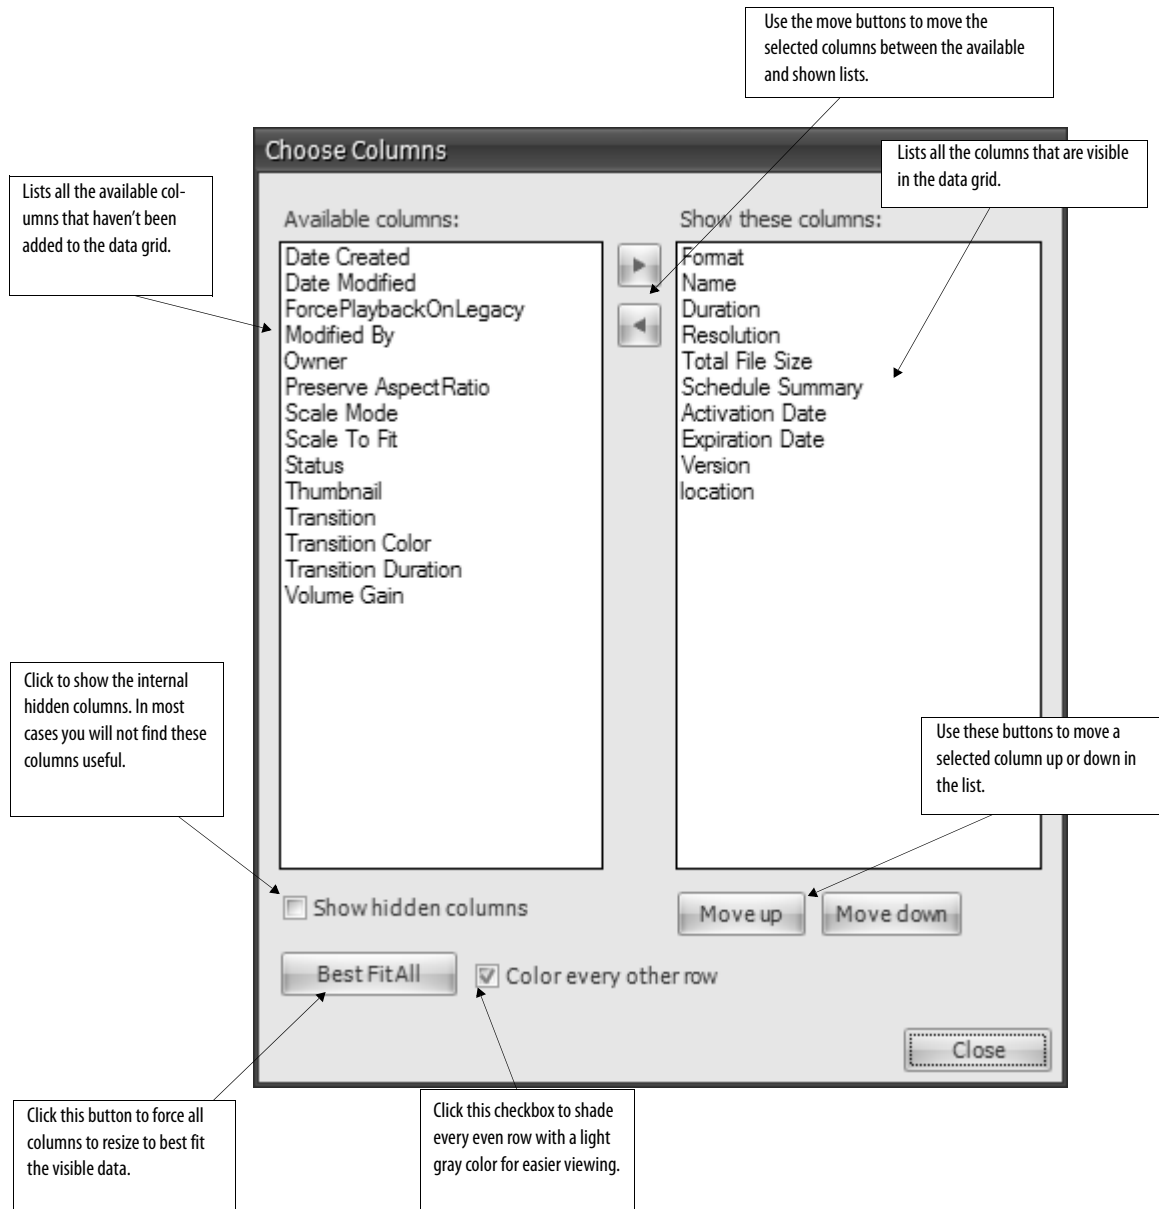 Use the move buttons to move the
selected columns between the available
and shown lists.
Choose Columns
Lists all the columns that are visible
in the data grid.
Lists all the available col-
umns that haven't been
added to the data grid.
Available columns:
Date Created
Date Modified
ForcePlaybackOnLegacy
Modified By
Owner
Preserve AspectRatio
Scale Mode
Scale To Fit
Status
Thumbnail
Transition
Transition Color
Transition Duration
Volume Gain
Show these columns:
Format
Name
Duration
Resolution
Total File Size
Schedule Summary
Activation Date
Expiration Date
Version
location
Click to show the internal
hidden columns. In most
cases you will not find these
columns useful.
Use these buttons to move a
selected column up or down in
the list.
Show hidden columns
Move up
Move down
Best Fit All
Color every other row
Close
Click this button to force all
columns to resize to best fit
the visible data.
Click this checkbox to shade
every even row with a light
gray color for easier viewing.